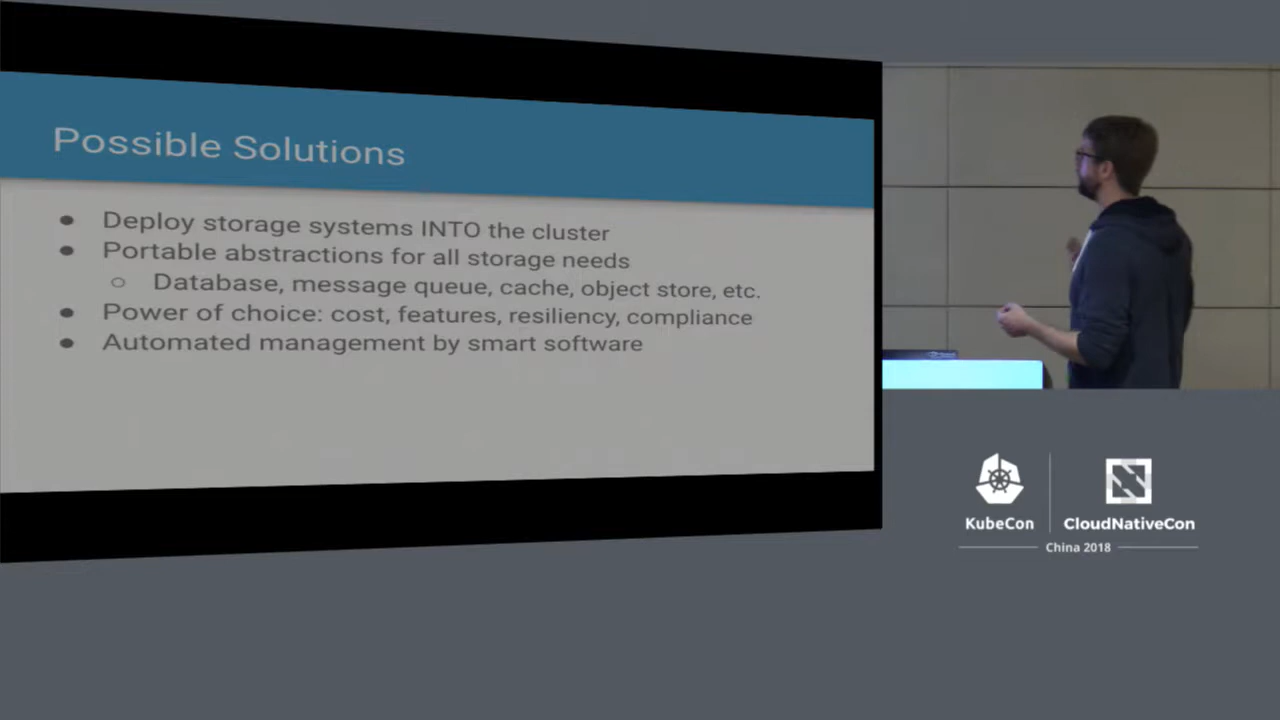 Possible Solutions
● Deploy storage systems INTO the cluster
● Portable abstractions for all storage needs
○ Database, message queue, cache, object store, etc.
● Power of choice: cost, features, resiliency, compliance
● Automated management by smart software
KubeCon
CloudNativeCon
China 2018